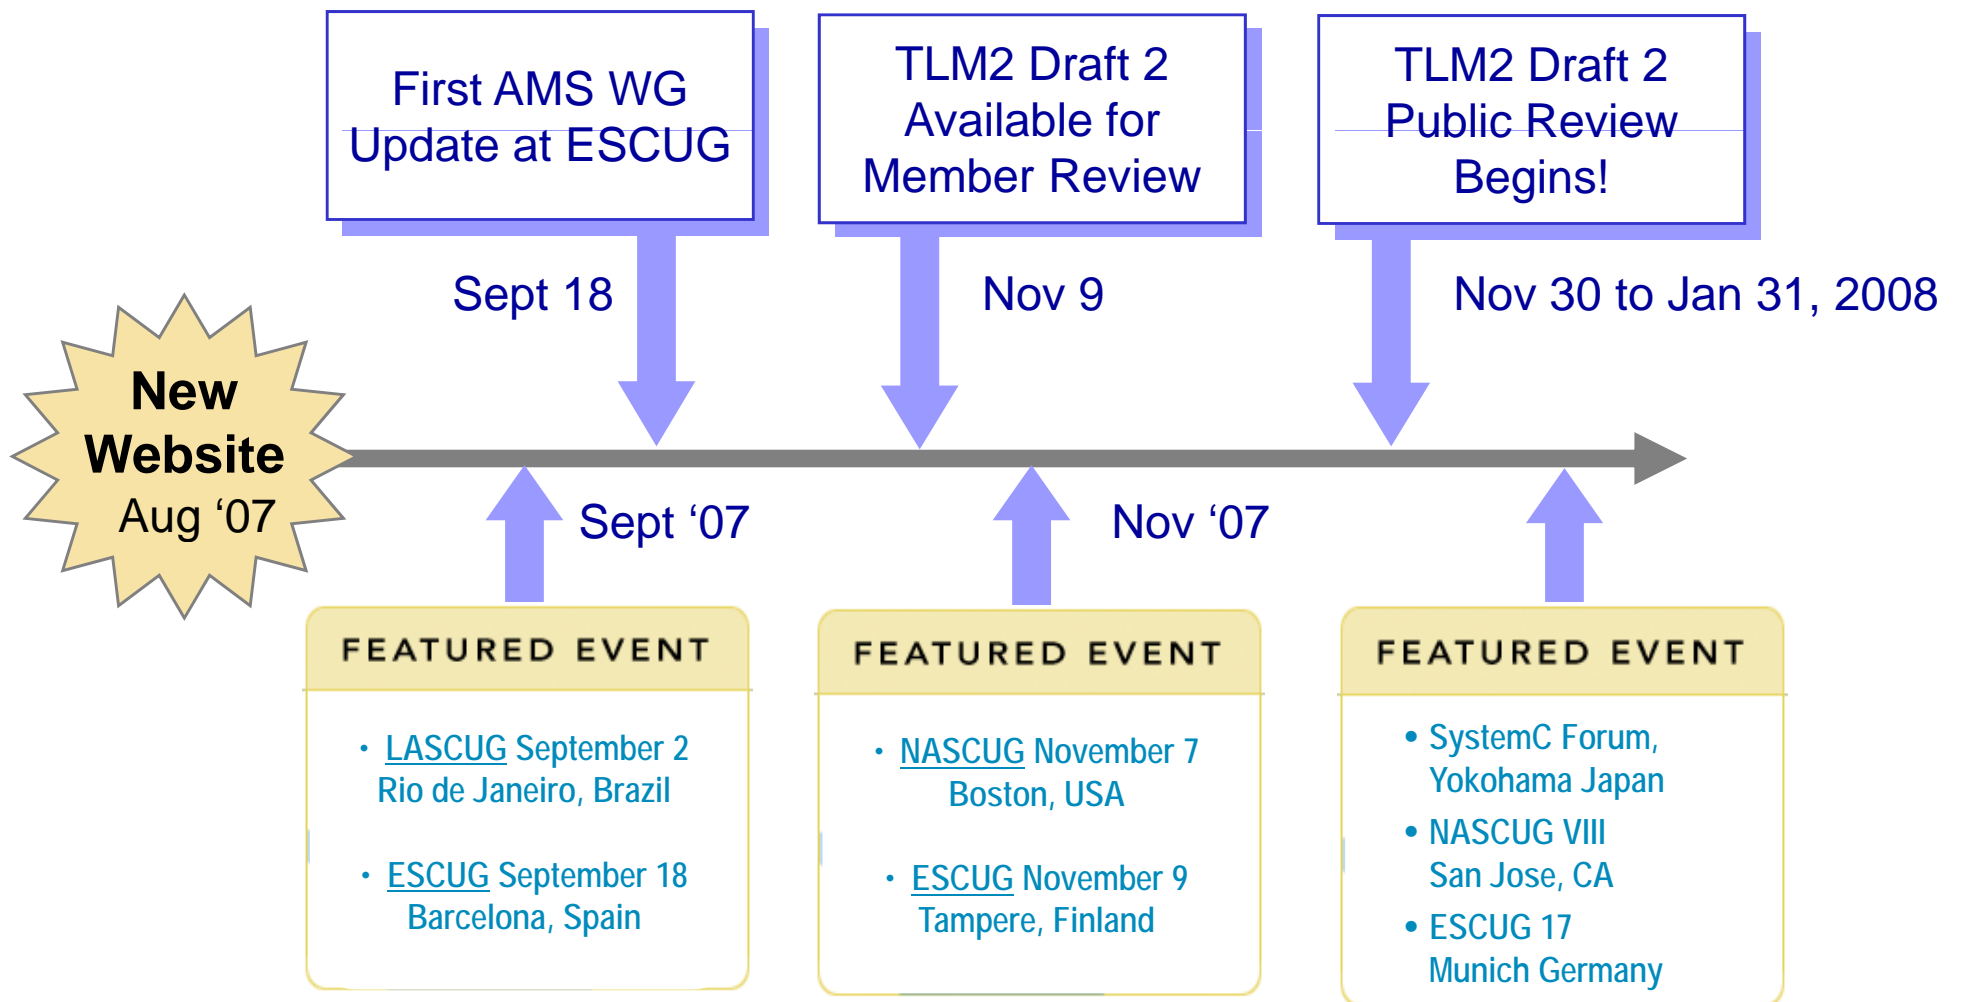 First AMS WG
Update at ESCUG
TLM2 Draft 2
Available for
Member Review
TLM2 Draft 2
Public Review
Begins!
Sept 18
Nov 9
Nov 30 to Jan 31, 2008
New
Website
Aug ‘07
Sept ‘07
Nov ‘07
FEATURED EVENT
• LASCUG September 2
Rio de Janeiro, Brazil
• ESCUG September 18
Barcelona, Spain
FEATURED EVENT
• NASCUG November 7
Boston, USA
• ESCUG November 9
Tampere, Finland
FEATURED EVENT
• SystemC Forum,
Yokohama Japan
• NASCUG VIII
San Jose, CA
• ESCUG 17
Munich Germany